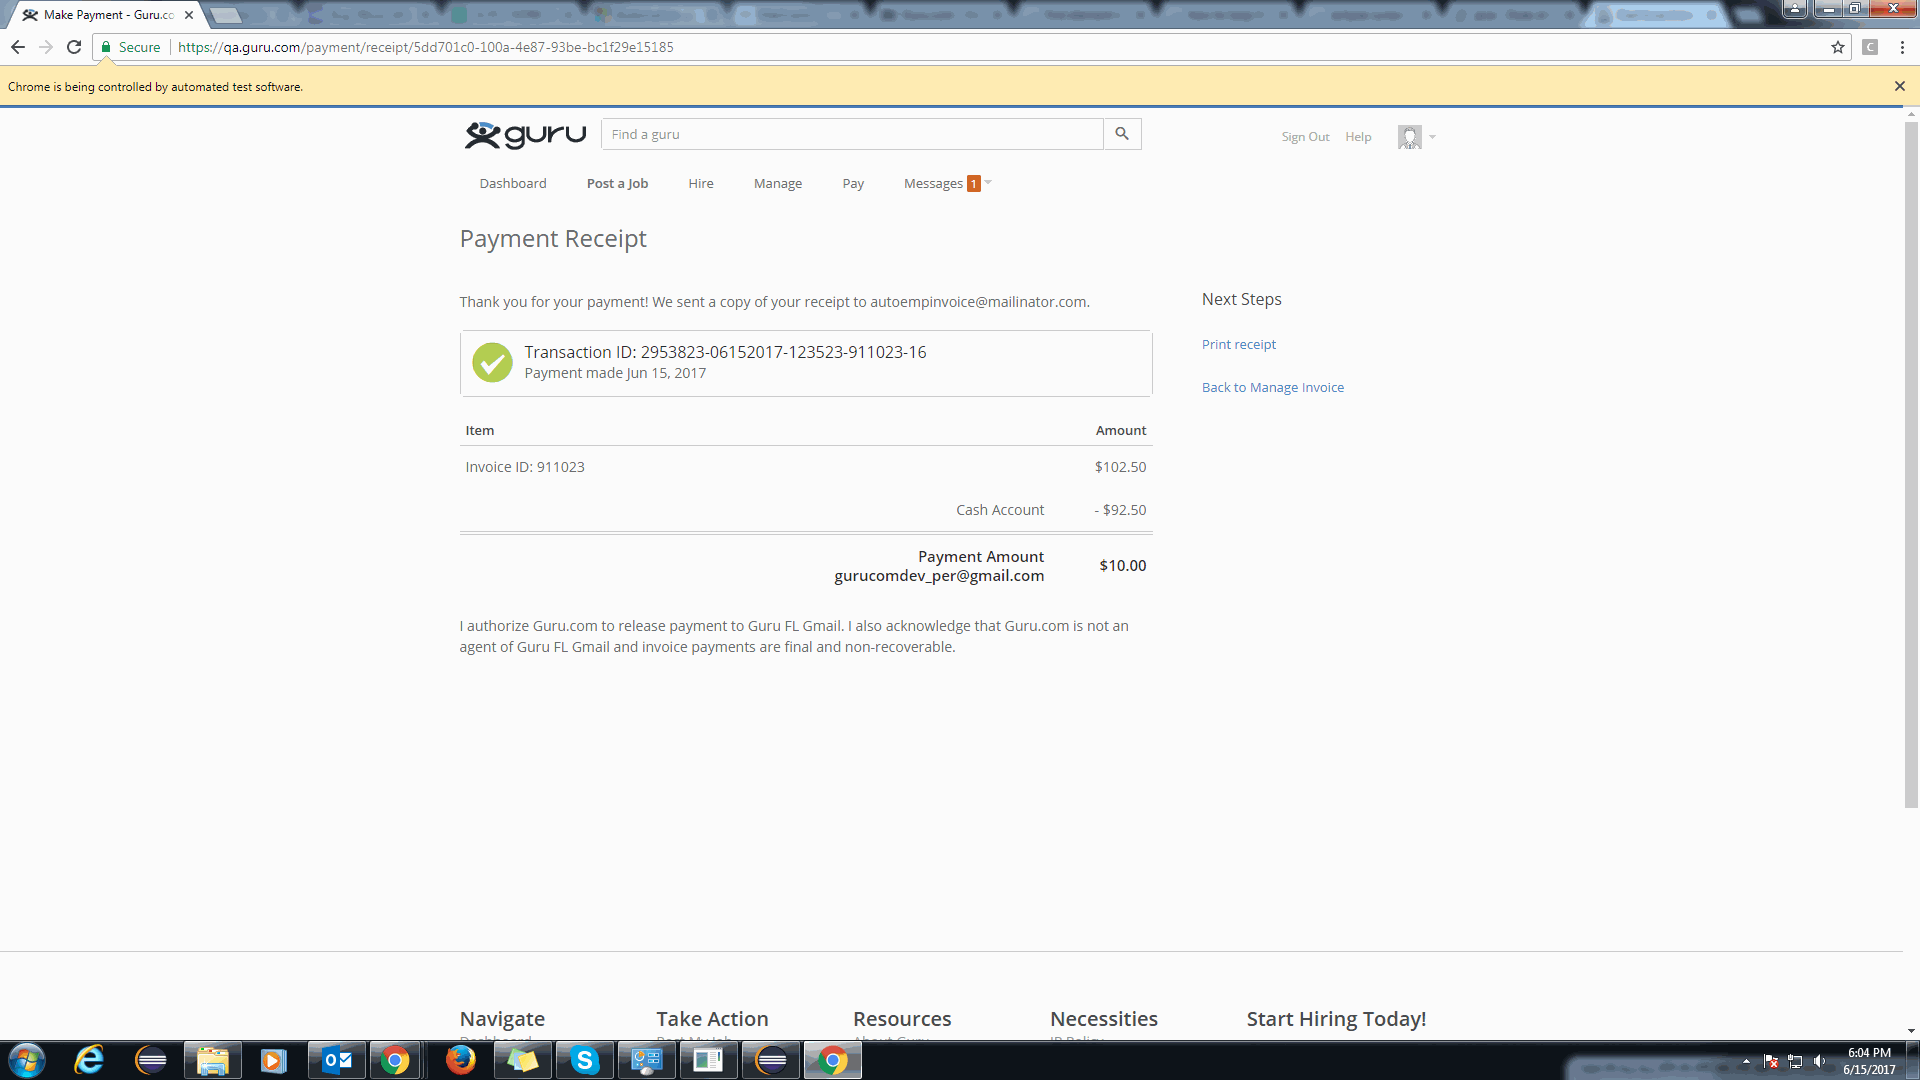 Make Payment - Guru.co
Secure
https://qa.guru.com/payment/receipt/5dd701c0-100a-4e87-93be-bc1f29e15185
C
Chrome is being controlled by automated test software.
guru
Find a guru
Sign Out Help
Dashboard Post a Job Hire Manage Pay Messages 1
Payment Receipt
Thank you for your payment! We sent a copy of your receipt to autoempinvoice@mailinator.com.
Transaction ID: 2953823-06152017-123523-911023-16
Payment made Jun 15, 2017
Next Steps
Print receipt
Back to Manage Invoice
Item Amount
Invoice ID: 911023 $102.50
Cash Account - $92.50
Payment Amount
gurucomdev_per@gmail.com $10.00
I authorize Guru.com to release payment to Guru FL Gmail. I also acknowledge that Guru.com is not an
agent of Guru FL Gmail and invoice payments are final and non-recoverable.
Navigate Take Action Resources Necessities Start Hiring Today!
6:04 PM
6/15/2017